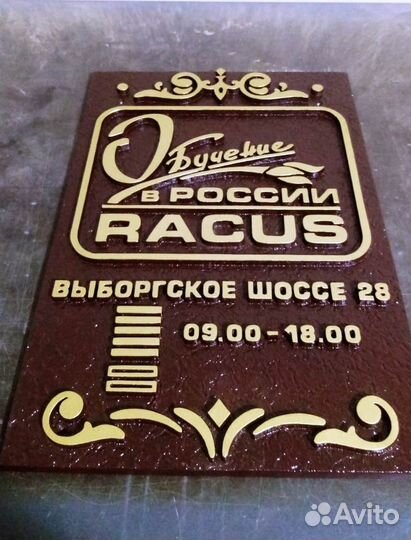 Обучение
в РОССИИ
RACUS
ВЫБОРГСКОЕ ШОССЕ 28
09.00-18.00
Avito